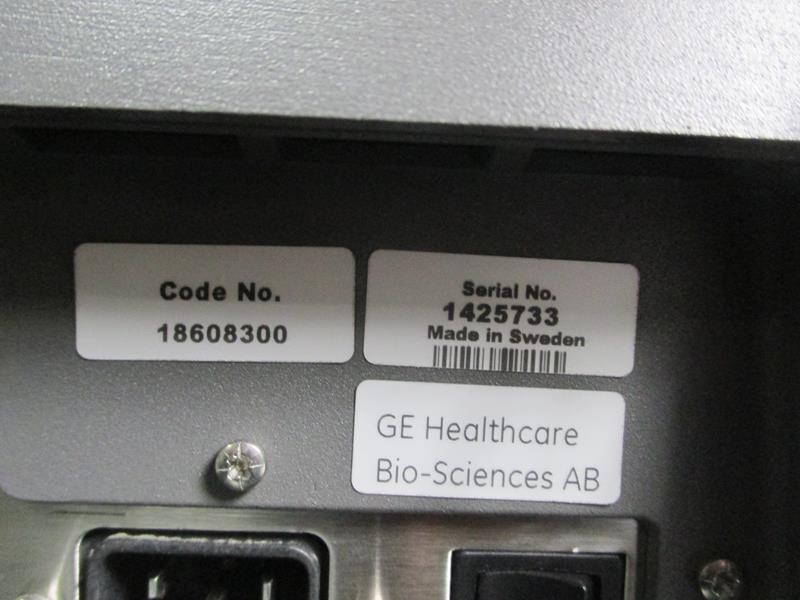 Code No.
18608300
Serial No.
1425733
Made in Sweden
GE Healthcare
Bio-Sciences AB